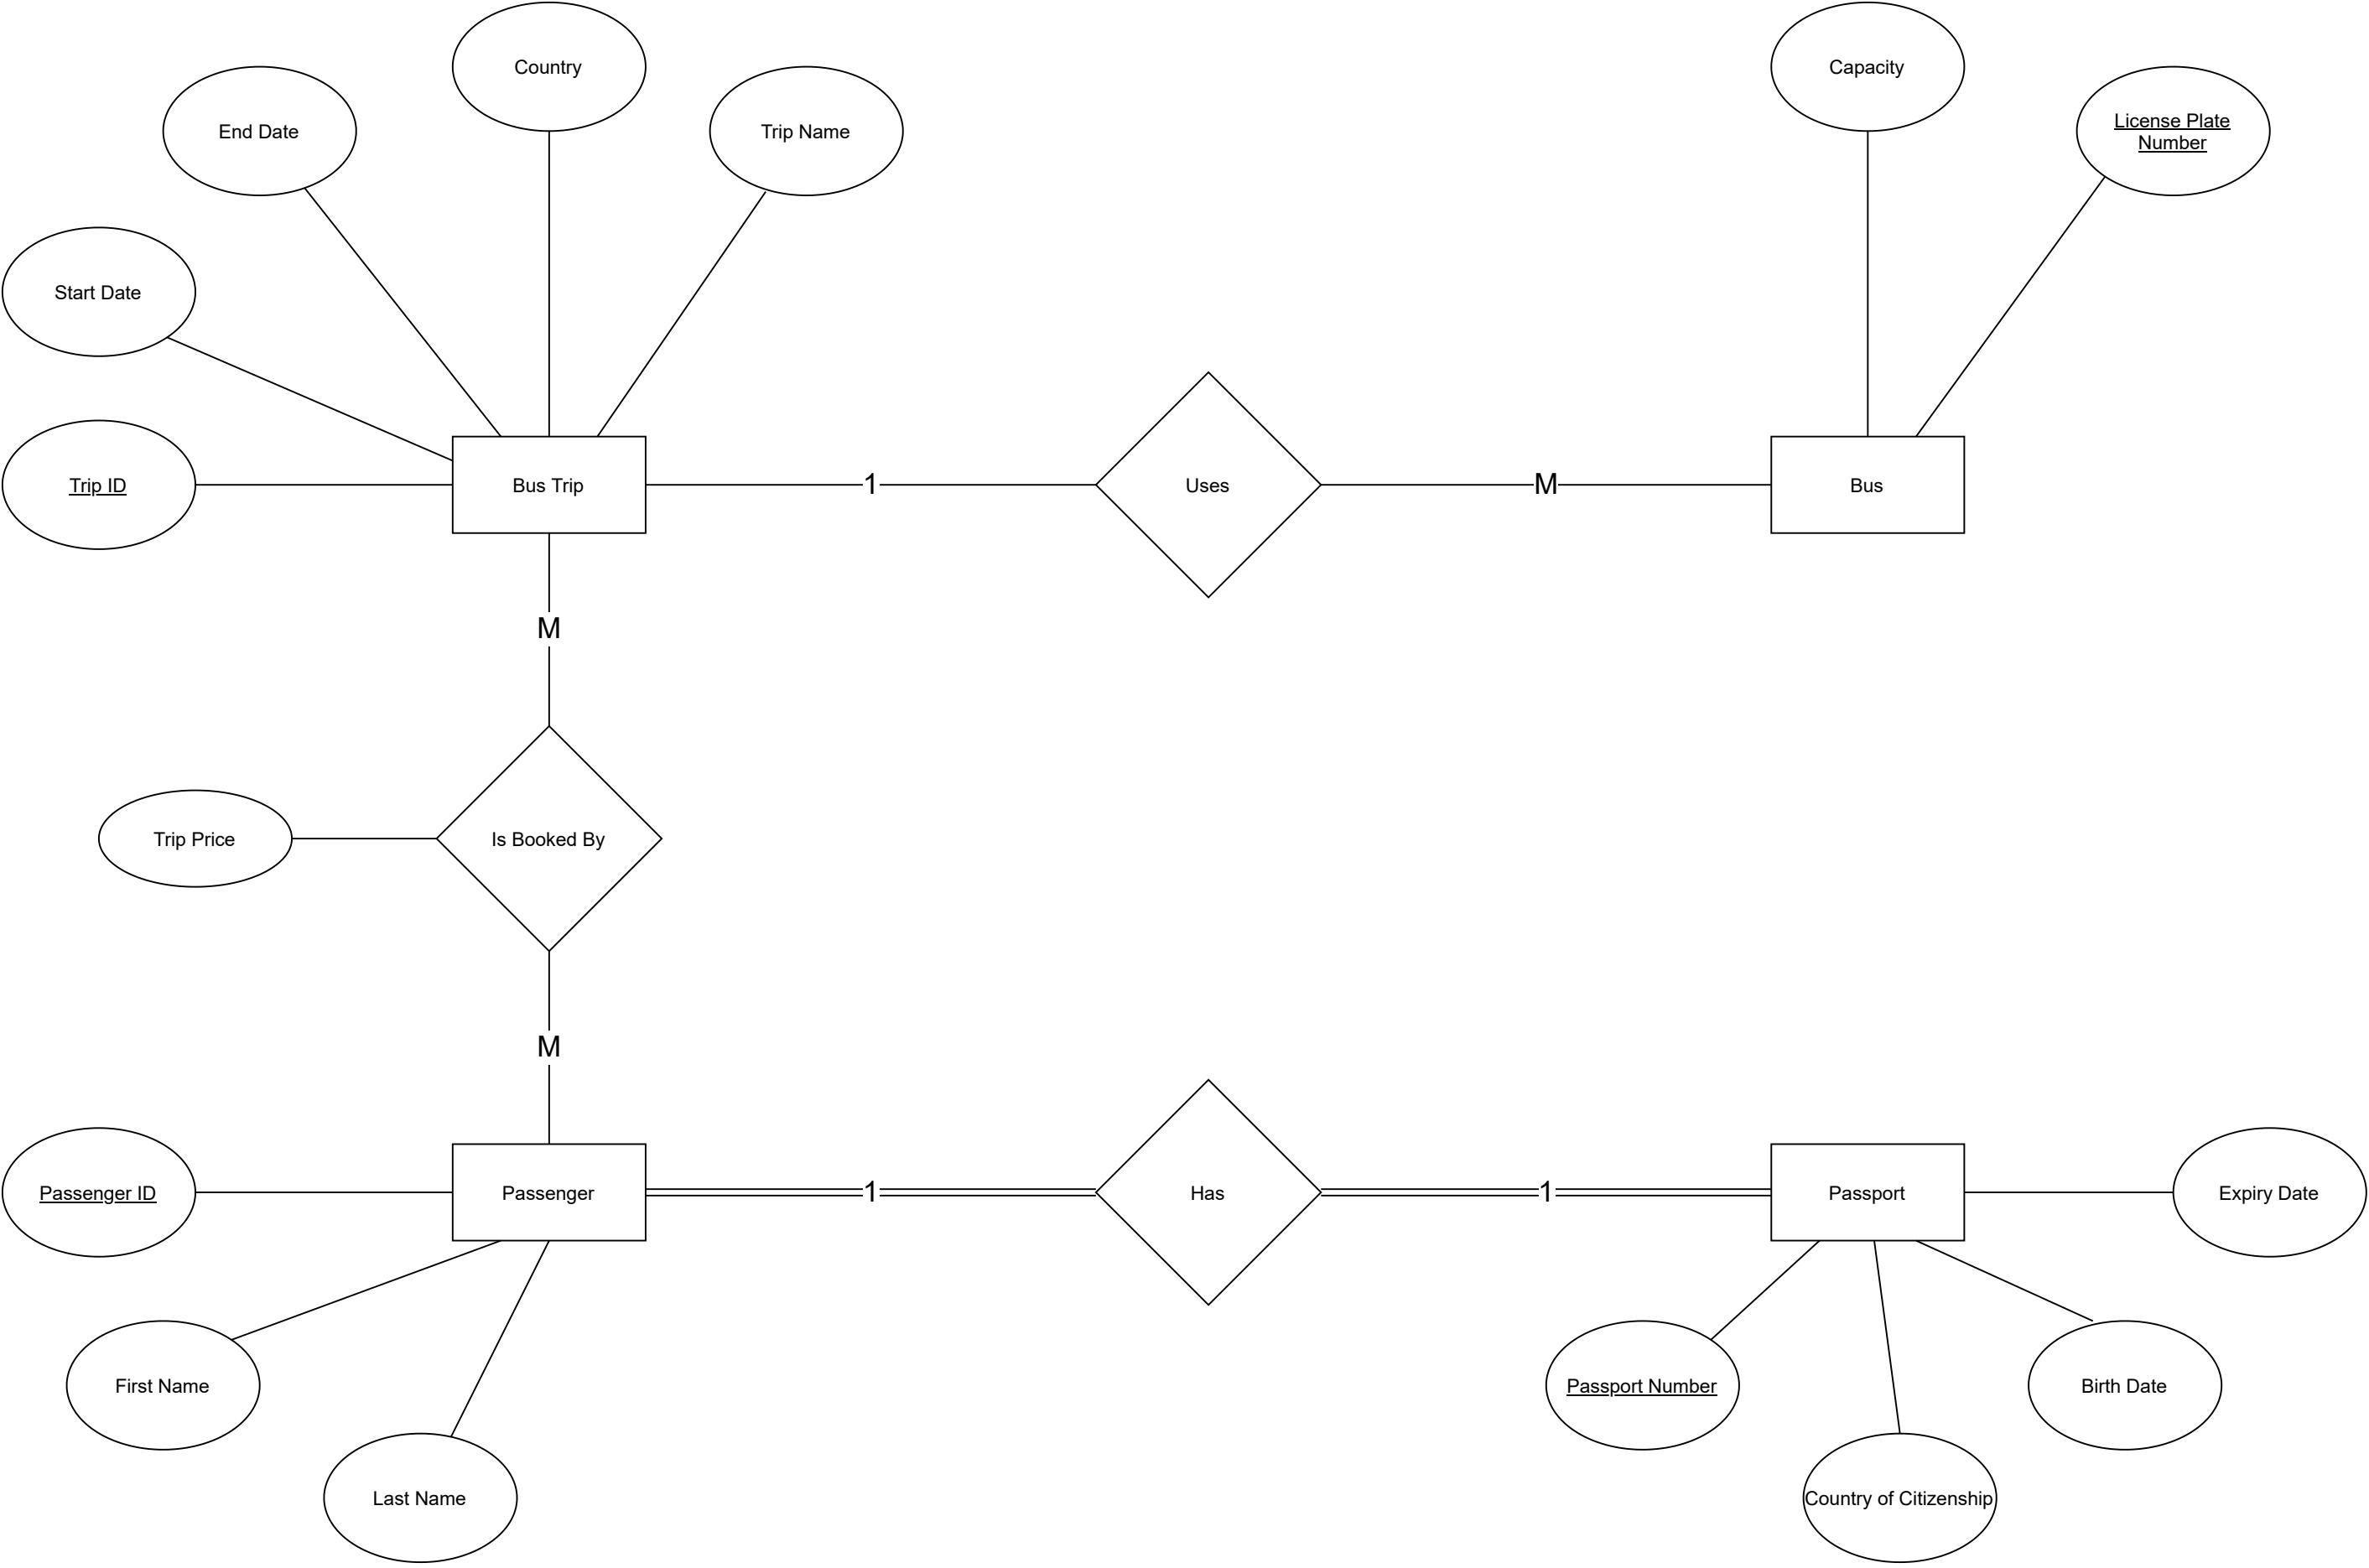 Country
Capacity
End Date
Trip Name
License Plate
Number
Start Date
Trip ID
Bus Trip
1
Uses
M
Bus
M
Trip Price
Is Booked By
M
Passenger ID
Passenger
1
Has
1
Passport
Expiry Date
First Name
Passport Number
Birth Date
Last Name
Country of Citizenship